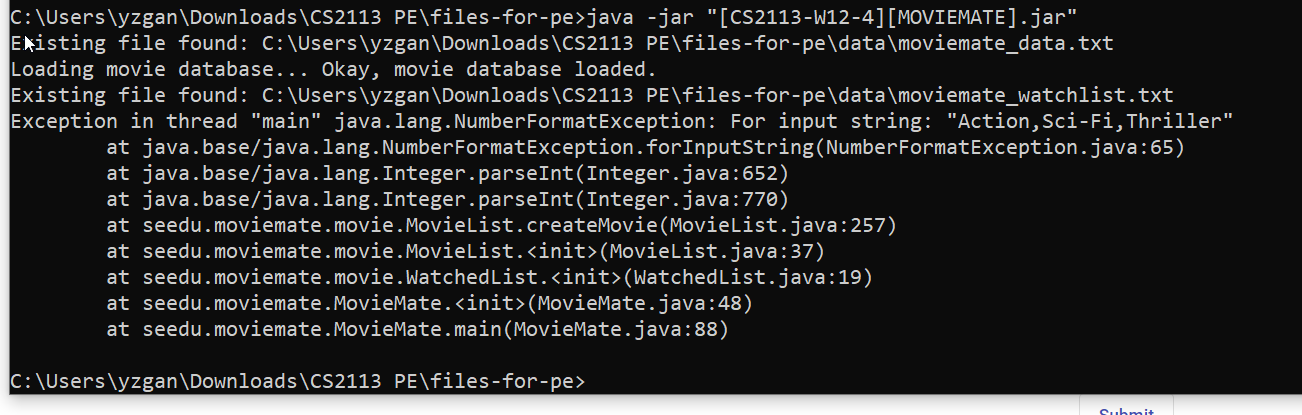 C:\Users\yzgan\Downloads\CS2113 PE\files-for-pe>java -jar "[CS2113-W12-4][MOVIEMATE].jar"
Existing file found: C:\Users\yzgan\Downloads\CS2113 PE\files-for-pe\data\moviemate_data.txt
Loading movie database... Okay, movie database loaded.
Existing file found: C:\Users\yzgan\Downloads\CS2113 PE\files-for-pe\data\moviemate_watchlist.txt
Exception in thread "main" java.lang.NumberFormatException: For input string: "Action,Sci-Fi,Thriller"
        at java.base/java.lang.NumberFormatException.forInputString(NumberFormatException.java:65)
        at java.base/java.lang.Integer.parseInt(Integer.java:652)
        at java.base/java.lang.Integer.parseInt(Integer.java:770)
        at seedu.moviemate.movie.MovieList.createMovie(MovieList.java:257)
        at seedu.moviemate.movie.MovieList.<init>(MovieList.java:37)
        at seedu.moviemate.movie.WatchedList.<init>(WatchedList.java:19)
        at seedu.moviemate.MovieMate.<init>(MovieMate.java:48)
        at seedu.moviemate.MovieMate.main(MovieMate.java:88)
C:\Users\yzgan\Downloads\CS2113 PE\files-for-pe>
Submit